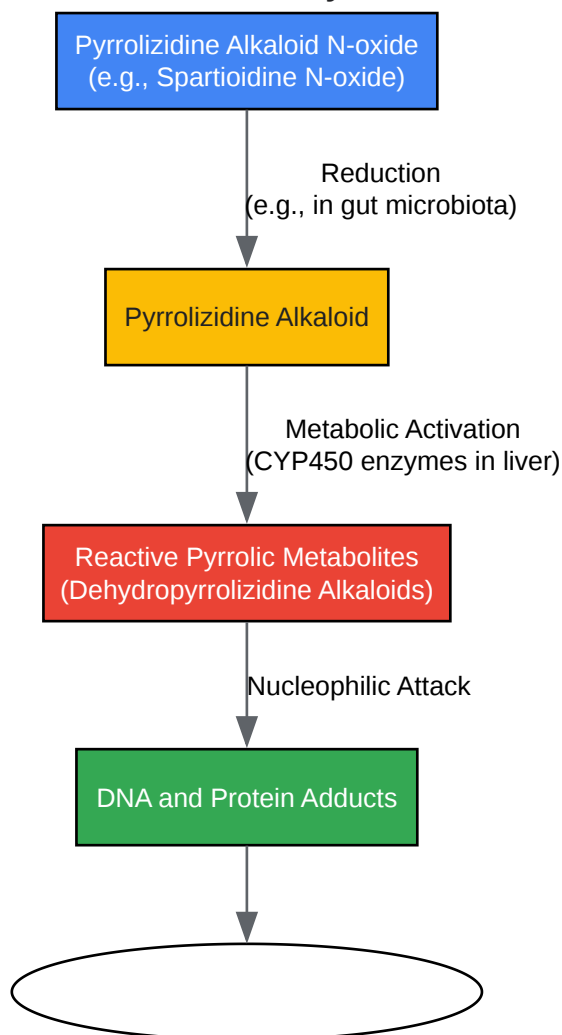 Pyrrolizidine Alkaloid N-oxide
(e.g., Spartioidine N-oxide)
Reduction
(e.g., in gut microbiota)
Pyrrolizidine Alkaloid
Metabolic Activation
(CYP450 enzymes in liver)
Reactive Pyrrolic Metabolites
(Dehydropyrrolizidine Alkaloids)
Nucleophilic Attack
DNA and Protein Adducts